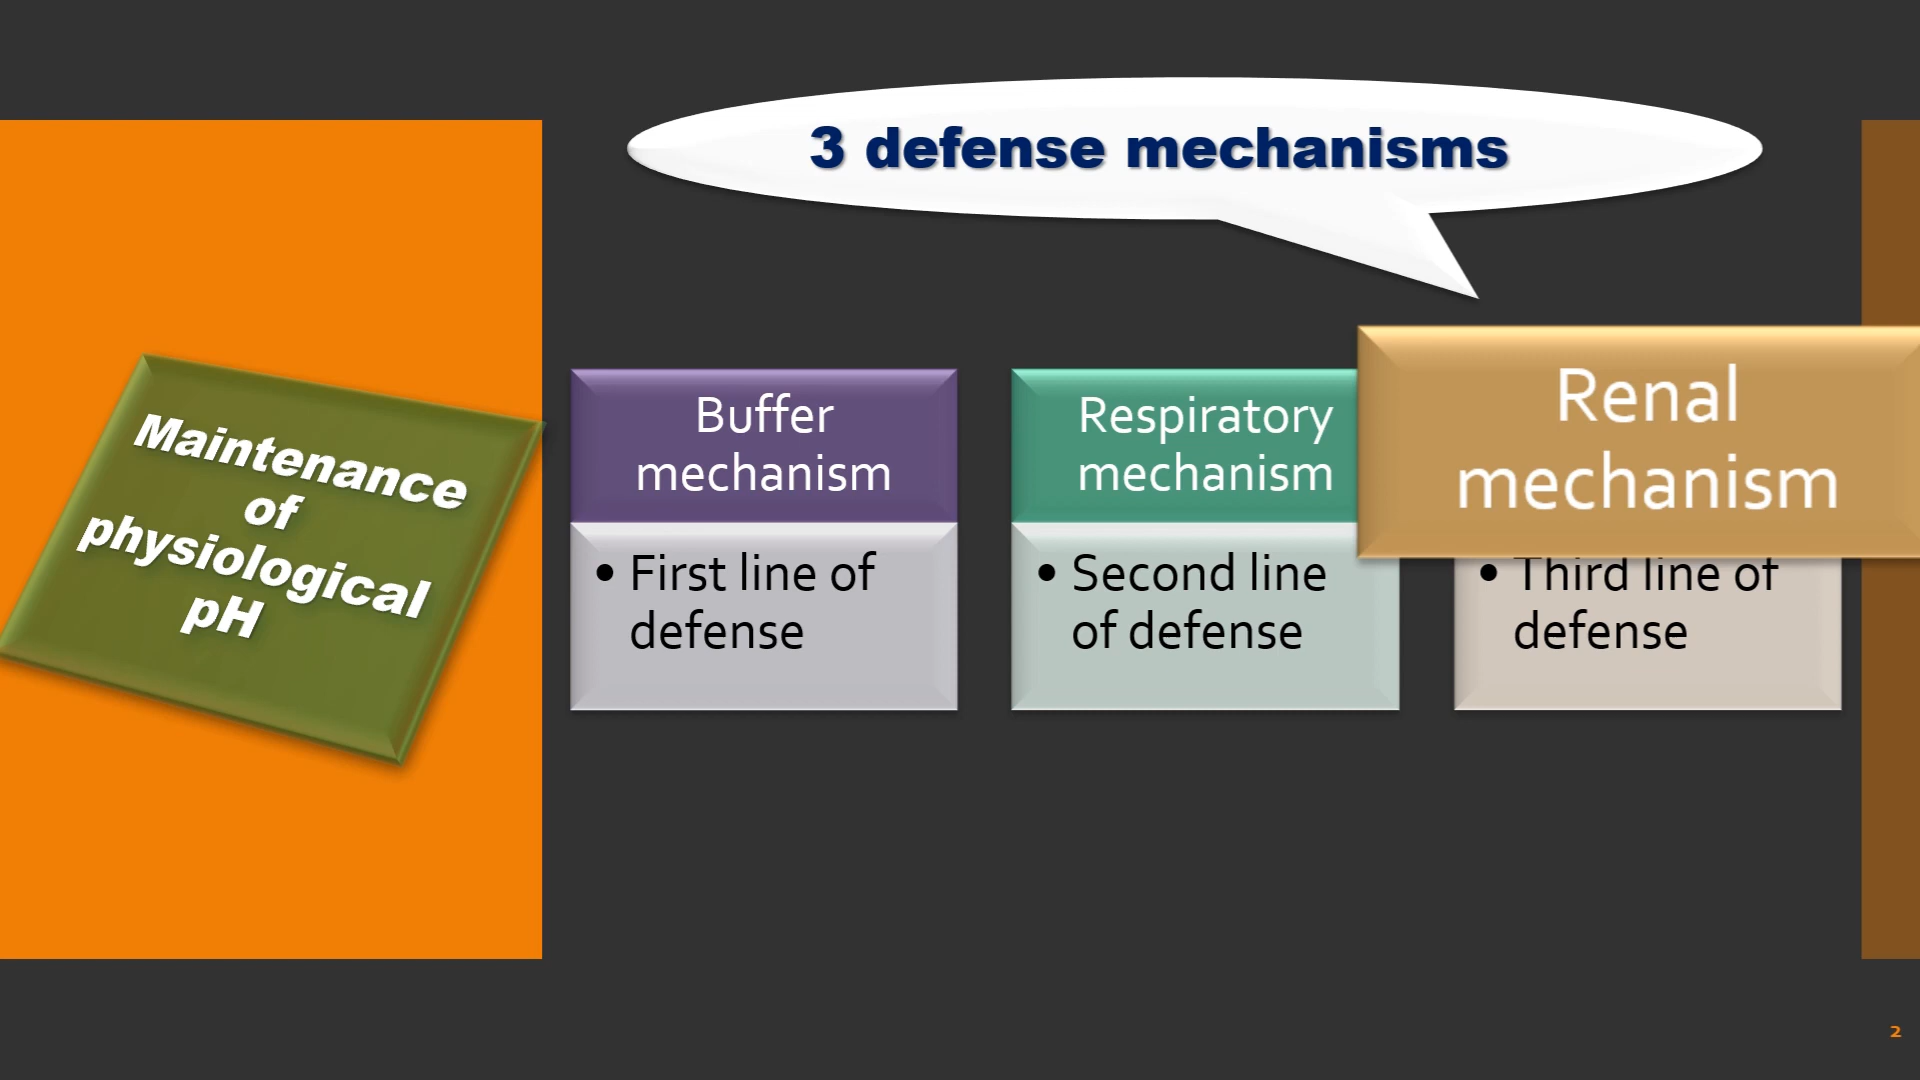 3 defense mechanisms
Maintenance
of
physiological
pH
Buffer
mechanism
• First line of
defense
Respiratory
mechanism
• Second line
of defense
Renal
mechanism
• Third line of
defense
2